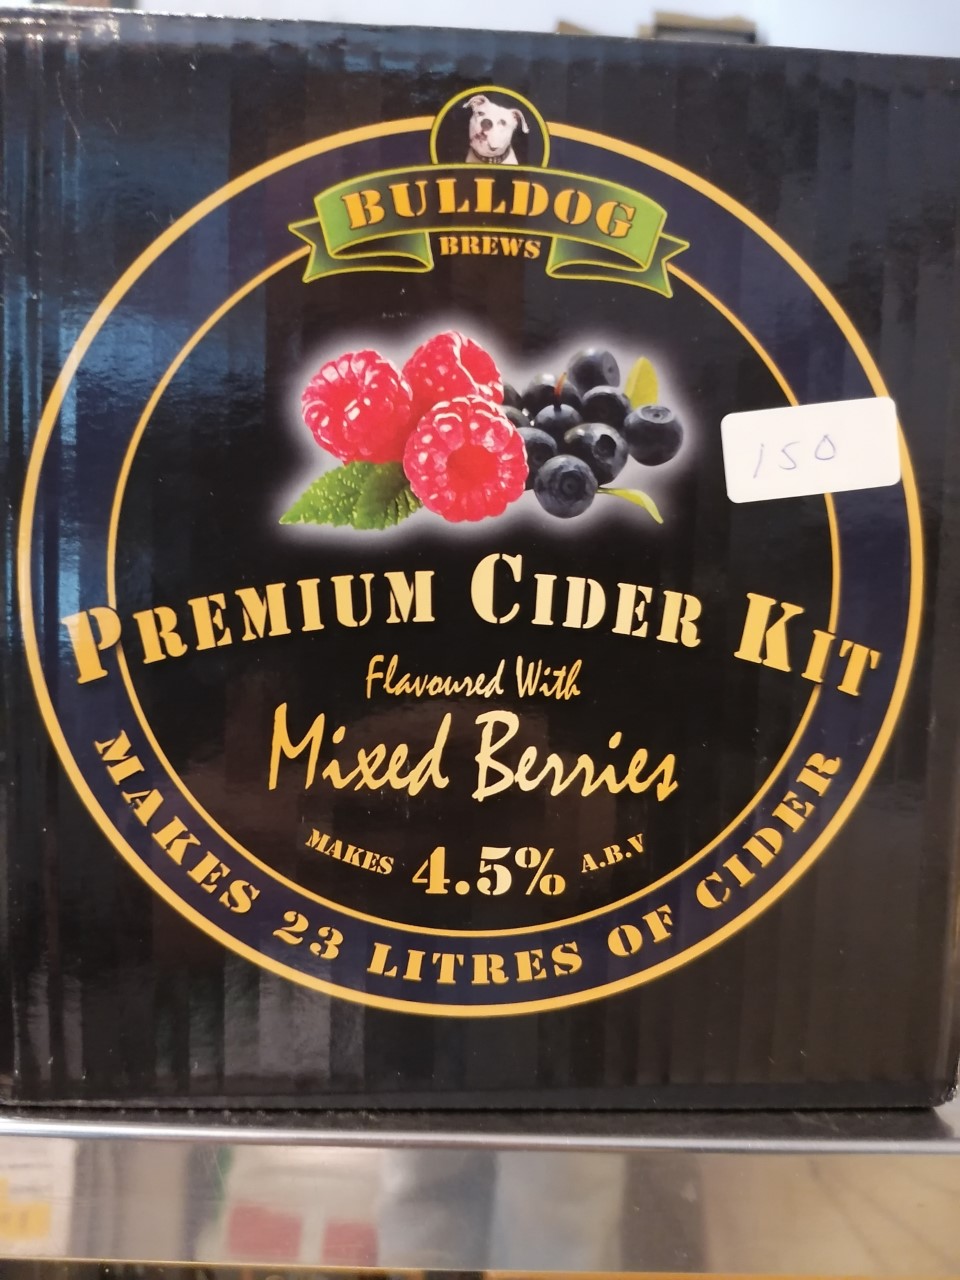 BULLDOG
BREWS
150
PREMIUM CIDER KIT
Flavoured With
Mixed Berries
MAKES 4.5% A.B.V
MAKES 23 LITRES OF CIDER